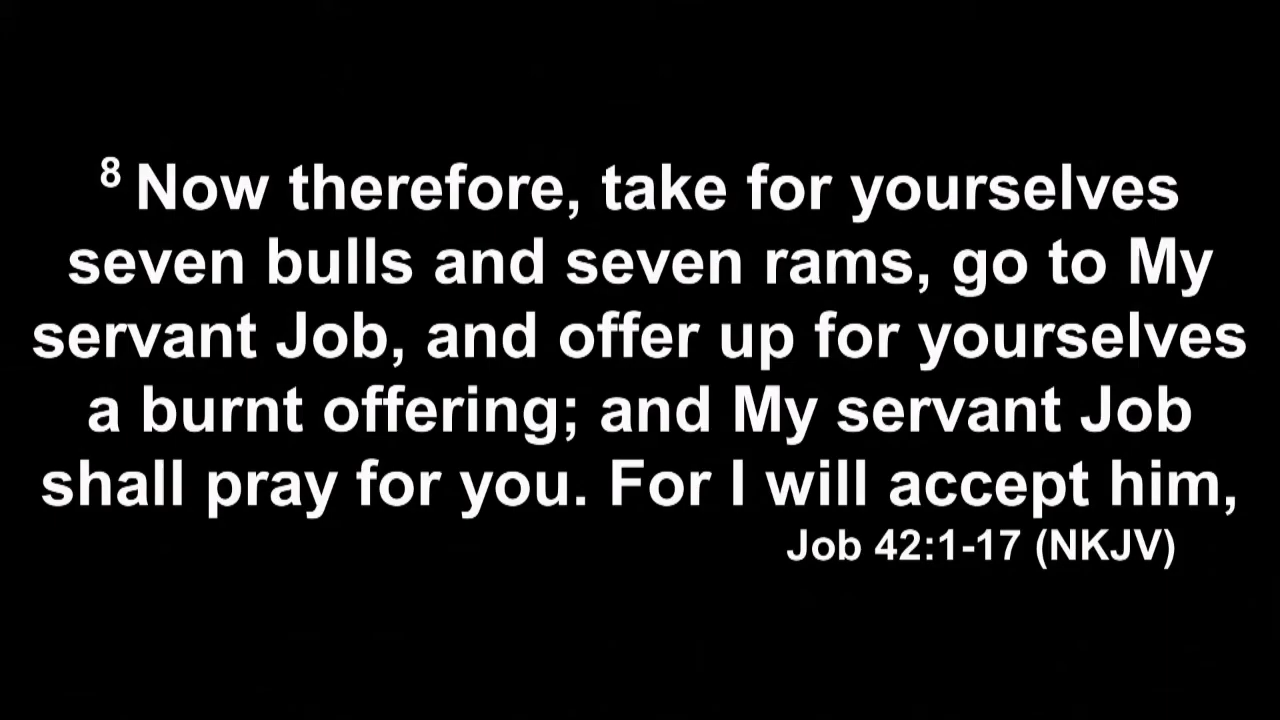 8 Now therefore, take for yourselves
seven bulls and seven rams, go to My
servant Job, and offer up for yourselves
a burnt offering; and My servant Job
shall pray for you. For I will accept him,
Job 42:1-17 (NKJV)